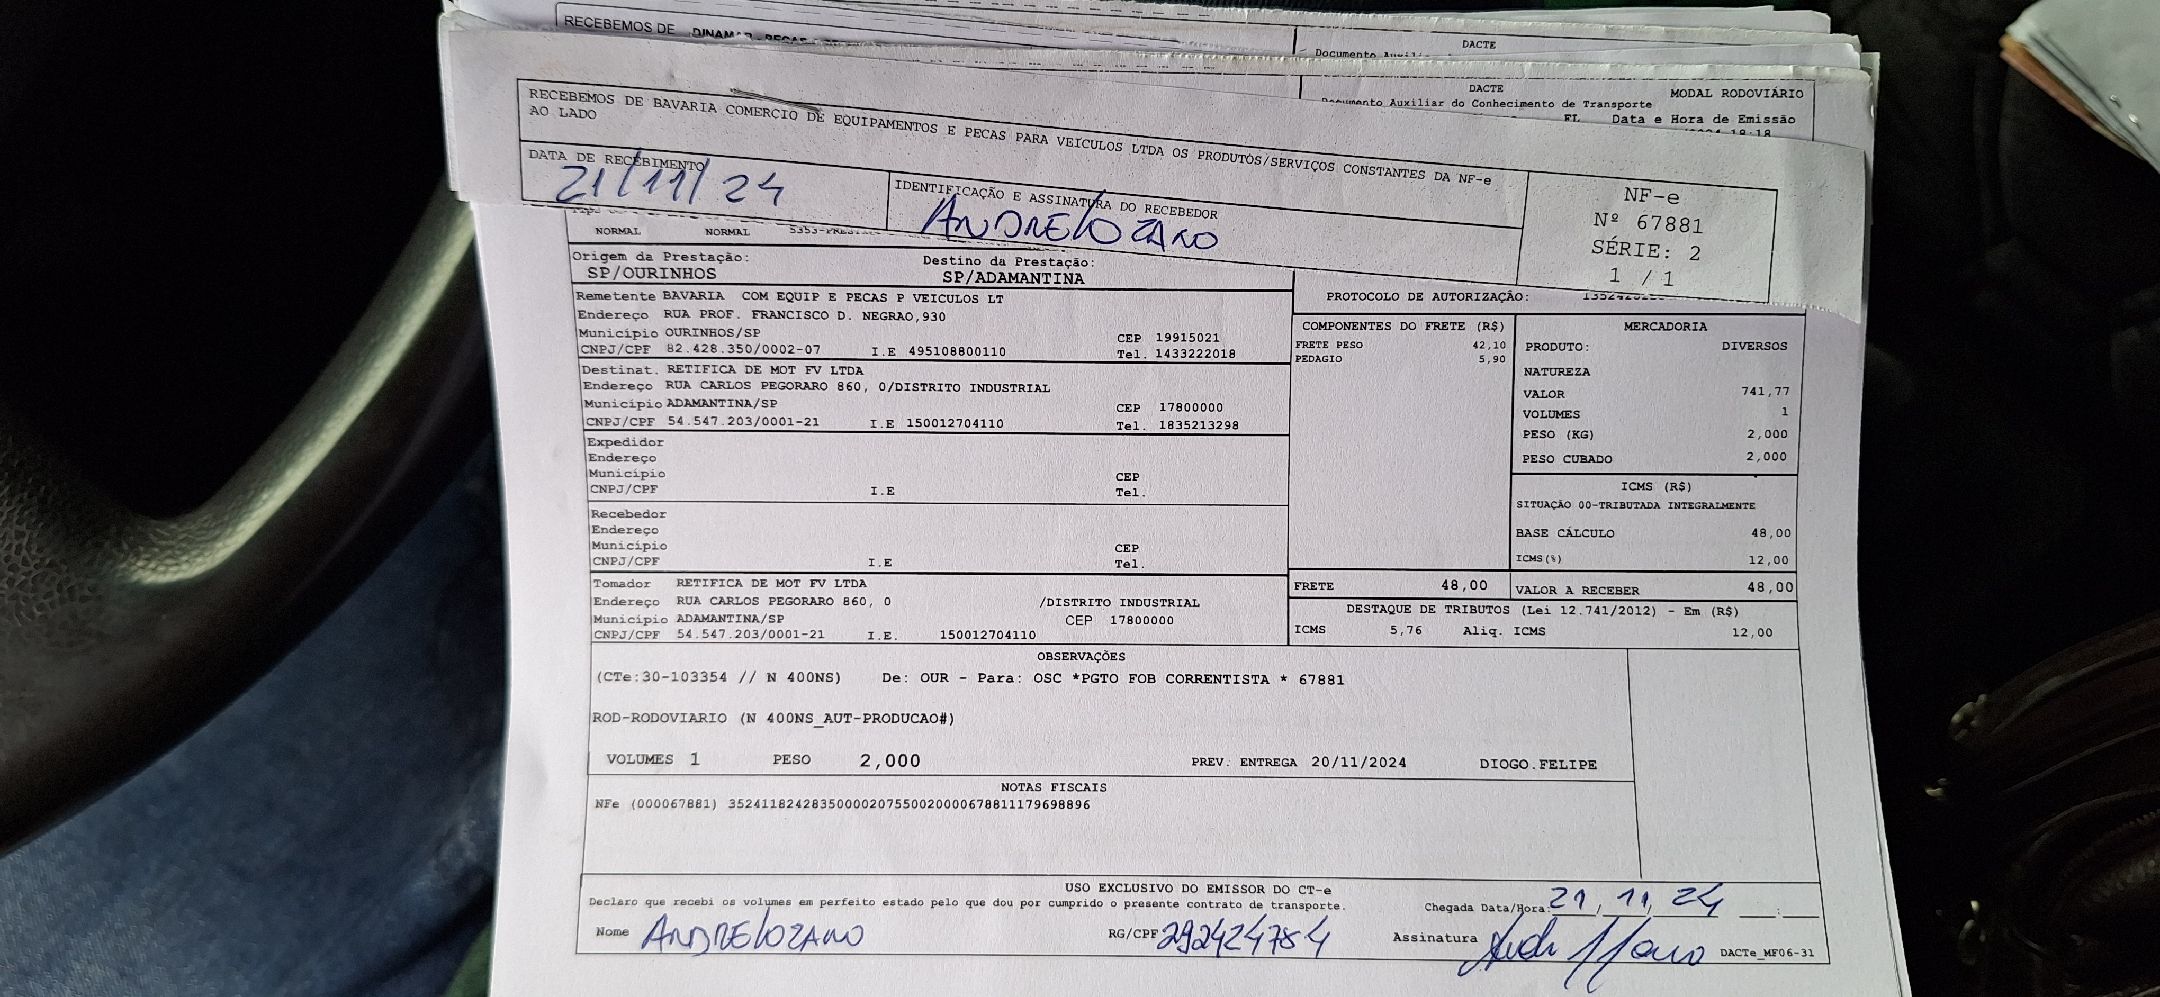 RECEBEMOS DE DINAMAR PECAS
DACTE
Documento
DACTE
MODAL RODOVIÁRIO
Documento Auxiliar do Conhecimento de Transporte
FL Data e Hora de Emissão
18:18
RECEBEMOS DE BAVARIA COMERCIO DE EQUIPAMENTOS E PECAS PARA VEICULOS LTDA OS PRODUTOS/SERVIÇOS CONSTANTES DA NF-e
AO LADO
DATA DE RECEBIMENTO
21/11/24
IDENTIFICAÇÃO E ASSINATURA DO RECEBEDOR
ANDRE LOZANO
NF-e
Nº 67881
SÉRIE: 2
1 / 1
NORMAL NORMAL
Origem da Prestação: Destino da Prestação:
SP/OURINHOS SP/ADAMANTINA
Remetente BAVARIA COM EQUIP E PECAS P VEICULOS LT
Endereço RUA PROF. FRANCISCO D. NEGRAO,930
Município OURINHOS/SP CEP 19915021
CNPJ/CPF 82.428.350/0002-07 I.E 495108800110 Tel. 1433222018
Destinat. RETIFICA DE MOT FV LTDA
Endereço RUA CARLOS PEGORARO 860, 0/DISTRITO INDUSTRIAL
Município ADAMANTINA/SP CEP 17800000
CNPJ/CPF 54.547.203/0001-21 I.E 150012704110 Tel. 1835213298
Expedidor
Endereço
Município CEP
CNPJ/CPF I.E Tel.
Recebedor
Endereço
Município CEP
CNPJ/CPF I.E Tel.
Tomador RETIFICA DE MOT FV LTDA
Endereço RUA CARLOS PEGORARO 860, 0 /DISTRITO INDUSTRIAL
Município ADAMANTINA/SP CEP 17800000
CNPJ/CPF 54.547.203/0001-21 I.E. 150012704110
PROTOCOLO DE AUTORIZAÇÃO:
COMPONENTES DO FRETE (R$)
FRETE PESO 42,10
PEDAGIO 5,90
MERCADORIA
PRODUTO: DIVERSOS
NATUREZA
VALOR 741,77
VOLUMES 1
PESO (KG) 2,000
PESO CUBADO 2,000
ICMS (R$)
SITUAÇÃO 00-TRIBUTADA INTEGRALMENTE
BASE CÁLCULO 48,00
ICMS(%) 12,00
FRETE 48,00 VALOR A RECEBER 48,00
DESTAQUE DE TRIBUTOS (Lei 12.741/2012) - Em (R$)
ICMS 5,76 Aliq. ICMS 12,00
OBSERVAÇÕES
(CTe:30-103354 // N 400NS) De: OUR - Para: OSC *PGTO FOB CORRENTISTA * 67881
ROD-RODOVIARIO (N 400NS_AUT-PRODUCAO#)
VOLUMES 1 PESO 2,000 PREV. ENTREGA 20/11/2024 DIOGO.FELIPE
NOTAS FISCAIS
NFe (000067881) 35241182428350000207550020000678811179698896
USO EXCLUSIVO DO EMISSOR DO CT-e
Declaro que recebi os volumes em perfeito estado pelo que dou por cumprido o presente contrato de transporte. Chegada Data/Hora: 21, 11, 24 __:__
Nome ANDRE LOZANO RG/CPF 292424784 Assinatura DACTe_MF06-31